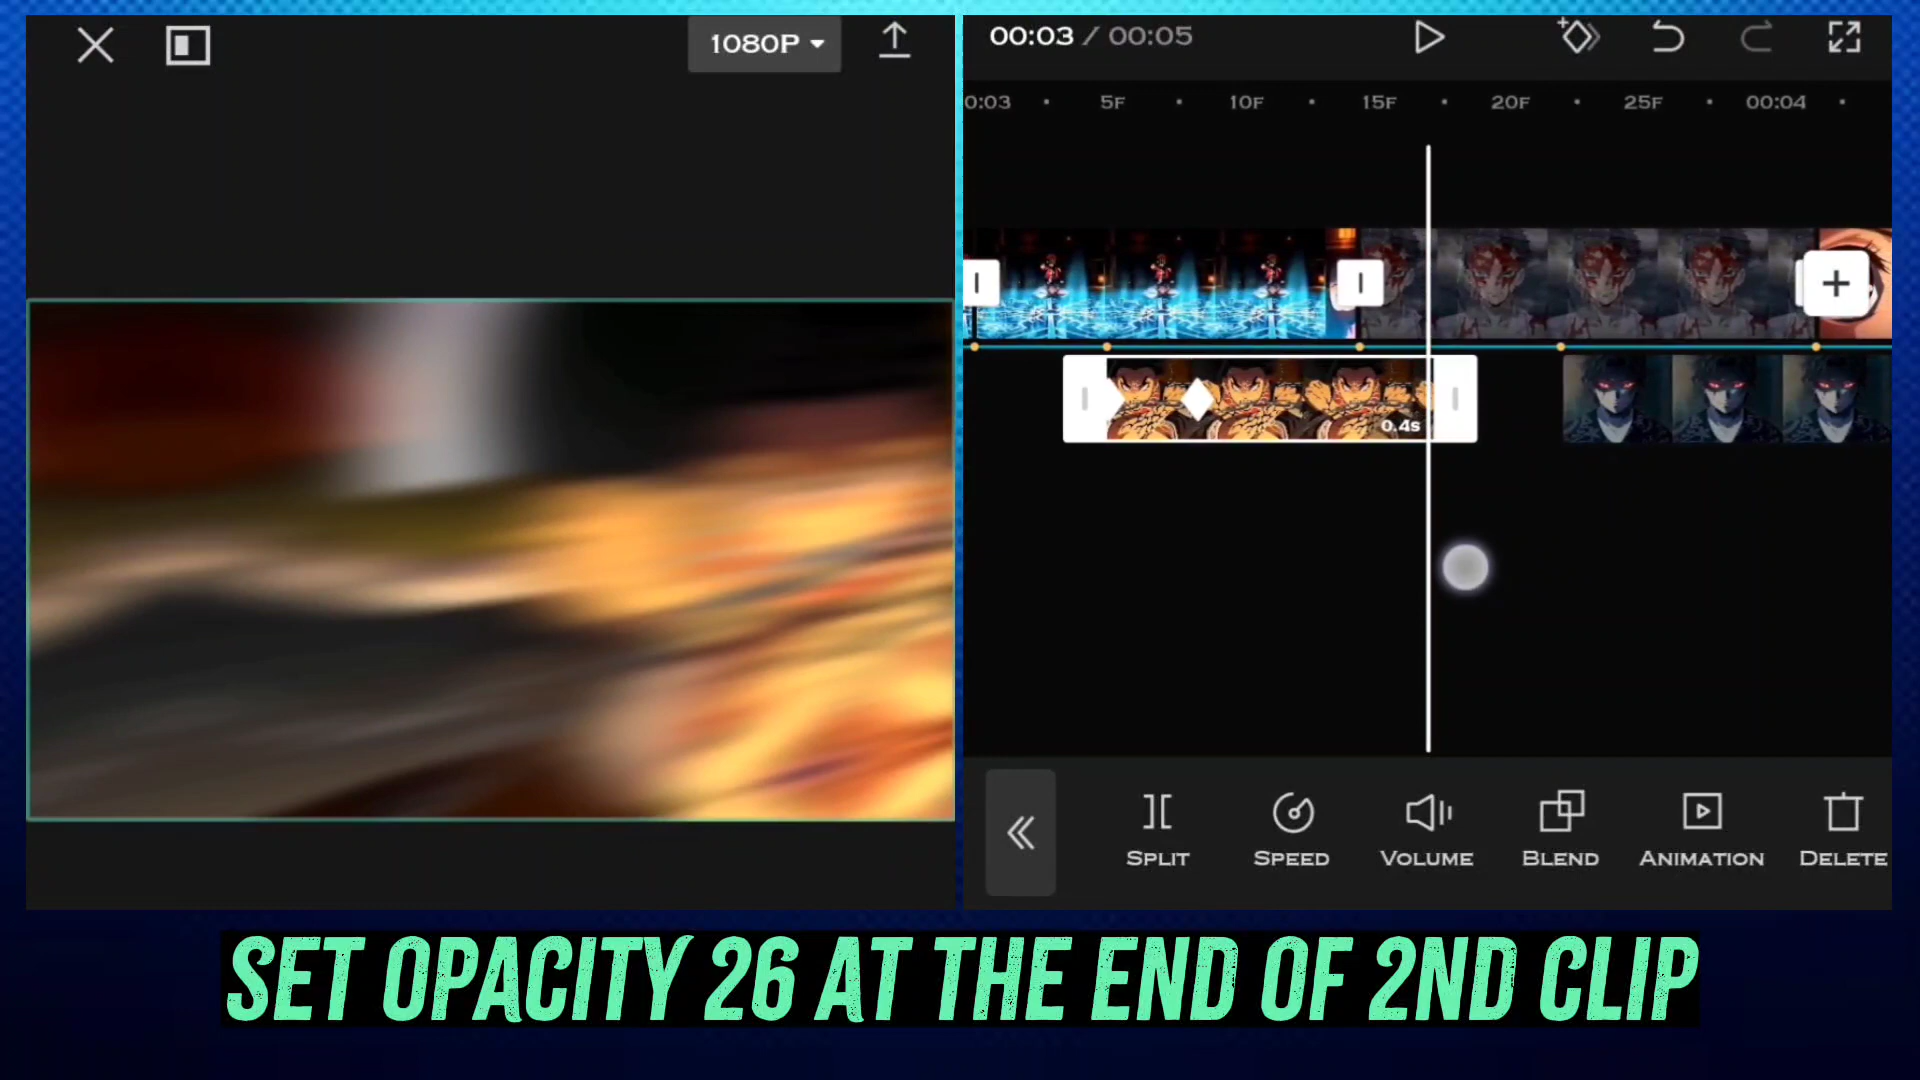 1080P
00:03 / 00:05
0:03 5F 10F 15F 20F 25F 00:04
0.4s
Split Speed Volume Blend Animation Delete
SET OPACITY 26 AT THE END OF 2ND CLIP